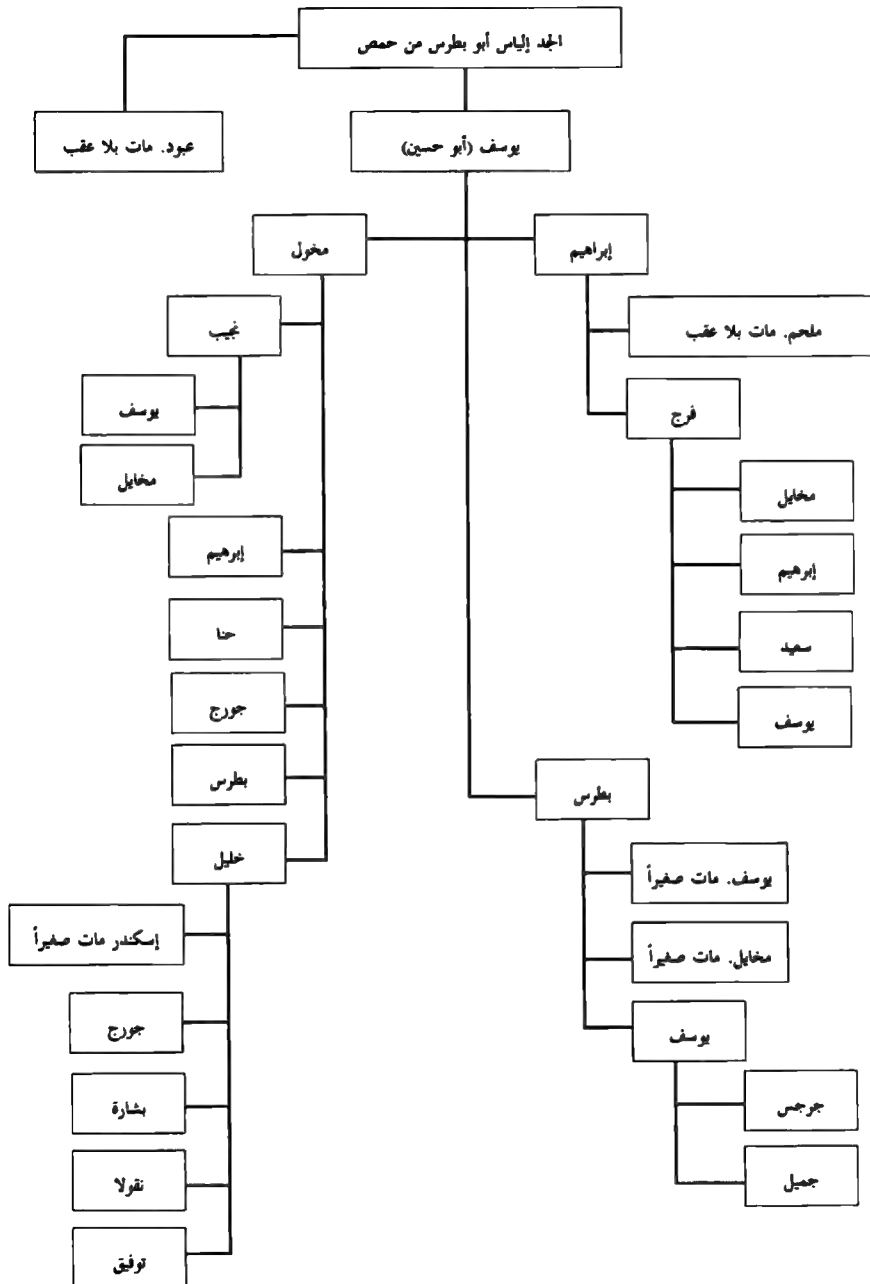 الجد إلياس أبو بطرس من حمص
يوسف (أبو حسين)
عبود. مات بلا عقب
إبراهيم
ملحم. مات بلا عقب
فرج
مخايل
إبرهيم
سعيد
يوسف
بطرس
يوسف. مات صغيراً
مخايل. مات صغيراً
يوسف
جرجس
جميل
مخول
نجيب
يوسف
مخايل
إبرهيم
حنا
جورج
بطرس
خليل
إسكندر مات صغيراً
جورج
بشارة
نقولا
توفيق